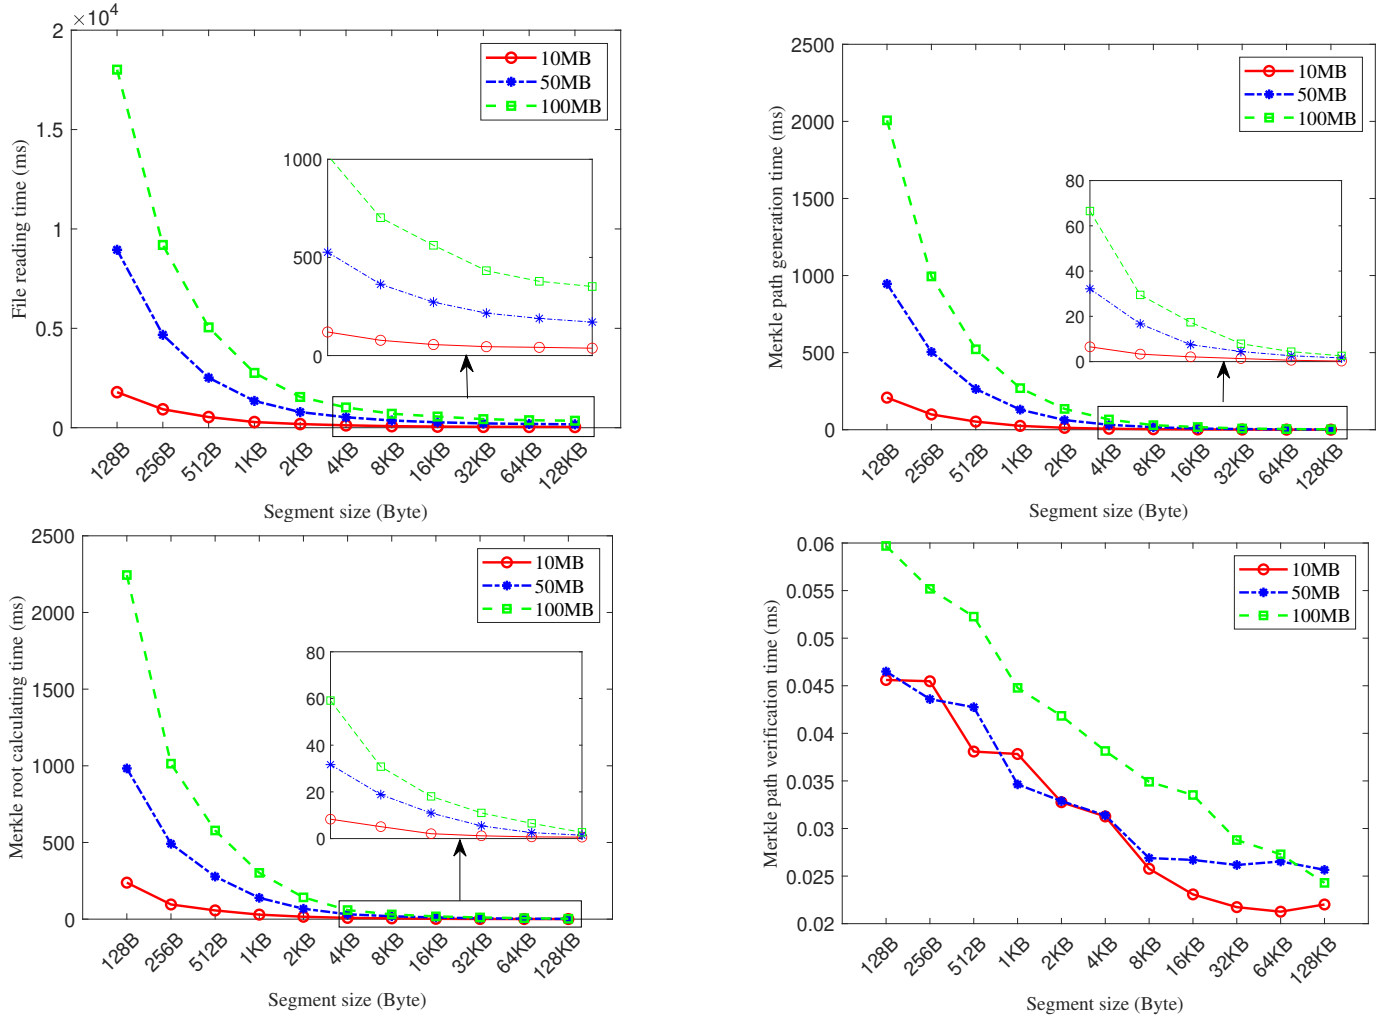 ×10⁴
2
1.5
1
0.5
0
File reading time (ms)
10MB
50MB
100MB
1000
500
0
128B
256B
512B
1KB
2KB
4KB
8KB
16KB
32KB
64KB
128KB
Segment size (Byte)
2500
2000
1500
1000
500
0
Merkle path generation time (ms)
10MB
50MB
100MB
80
60
40
20
0
128B
256B
512B
1KB
2KB
4KB
8KB
16KB
32KB
64KB
128KB
Segment size (Byte)
2500
2000
1500
1000
500
0
Merkle root calculating time (ms)
10MB
50MB
100MB
80
60
40
20
0
128B
256B
512B
1KB
2KB
4KB
8KB
16KB
32KB
64KB
128KB
Segment size (Byte)
0.06
0.055
0.05
0.045
0.04
0.035
0.03
0.025
0.02
Merkle path verification time (ms)
10MB
50MB
100MB
128B
256B
512B
1KB
2KB
4KB
8KB
16KB
32KB
64KB
128KB
Segment size (Byte)